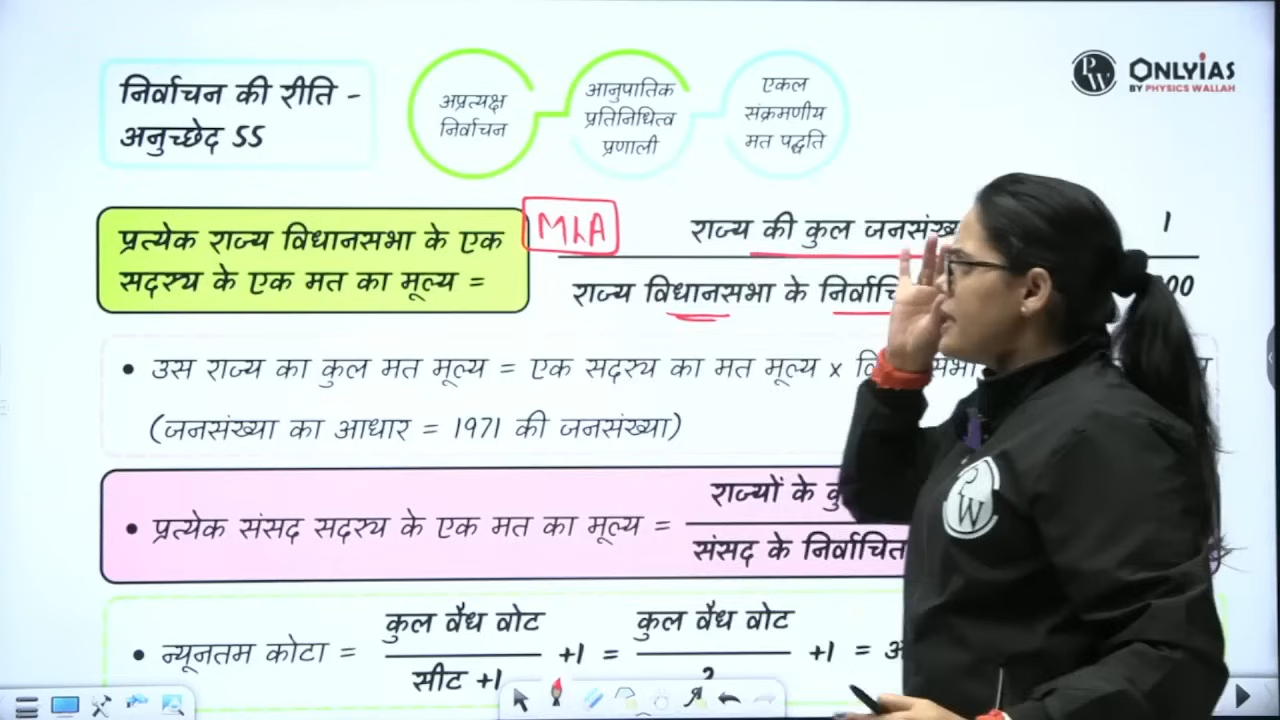 निर्वाचन की रीति -
अनुच्छेद 55
अप्रत्यक्ष
निर्वाचन
आनुपातिक
प्रतिनिधित्व
प्रणाली
एकल
संक्रमणीय
मत पद्धति
PW ONLYIAS
BY PHYSICS WALLAH
प्रत्येक राज्य विधानसभा के एक
सदस्य के एक मत का मूल्य =
MLA
राज्य की कुल
1
राज्य विधानसभा के
• उस राज्य का कुल मत मूल्य = एक सदस्य का मत मूल्य x
(जनसंख्या का आधार = 1971 की जनसंख्या)
• प्रत्येक संसद सदस्य के एक मत का मूल्य =
राज्यों के
संसद के निर्वाचित
PW
• न्यूनतम कोटा =
कुल वैध वोट
सीट +1
+1 =
कुल वैध वोट
2
+1 =